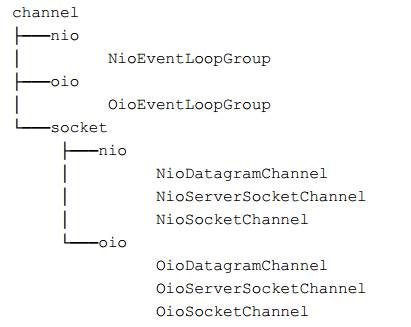 channel
├───nio
│         NioEventLoopGroup
├───oio
│         OioEventLoopGroup
└───socket
     ├───nio
     │         NioDatagramChannel
     │         NioServerSocketChannel
     │         NioSocketChannel
     └───oio
               OioDatagramChannel
               OioServerSocketChannel
               OioSocketChannel